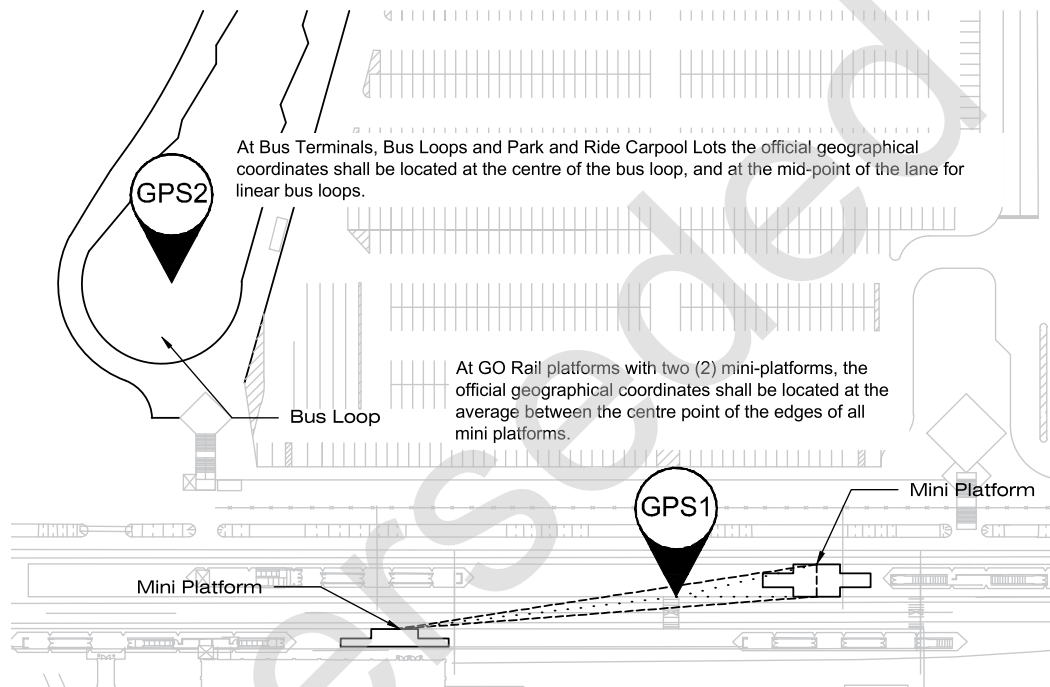 At Bus Terminals, Bus Loops and Park and Ride Carpool Lots the official geographical
coordinates shall be located at the centre of the bus loop, and at the mid-point of the lane for
linear bus loops.
GPS2
At GO Rail platforms with two (2) mini-platforms, the
official geographical coordinates shall be located at the
average between the centre point of the edges of all
mini platforms.
Bus Loop
GPS1
Mini Platform
Mini Platform
erseded